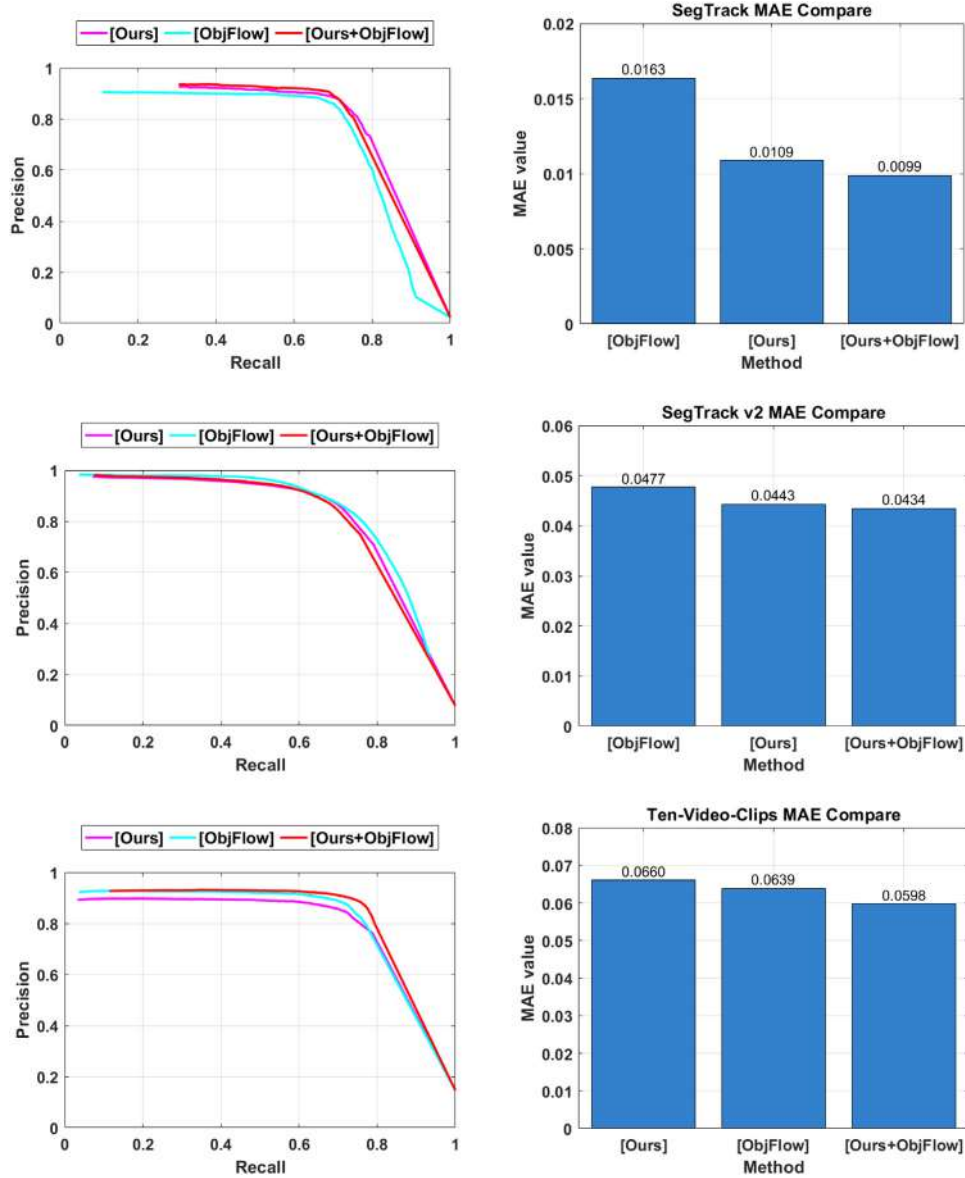 [Ours] [ObjFlow] [Ours+ObjFlow]
1
0.8
0.6
0.4
0.2
0
Precision
0 0.2 0.4 0.6 0.8 1
Recall
SegTrack MAE Compare
0.02
0.015
0.01
0.005
0
MAE value
0.0163
0.0109
0.0099
[ObjFlow] [Ours] [Ours+ObjFlow]
Method
[Ours] [ObjFlow] [Ours+ObjFlow]
1
0.8
0.6
0.4
0.2
0
Precision
0 0.2 0.4 0.6 0.8 1
Recall
SegTrack v2 MAE Compare
0.06
0.05
0.04
0.03
0.02
0.01
0
MAE value
0.0477
0.0443
0.0434
[ObjFlow] [Ours] [Ours+ObjFlow]
Method
[Ours] [ObjFlow] [Ours+ObjFlow]
1
0.8
0.6
0.4
0.2
0
Precision
0 0.2 0.4 0.6 0.8 1
Recall
Ten-Video-Clips MAE Compare
0.08
0.07
0.06
0.05
0.04
0.03
0.02
0.01
0
MAE value
0.0660
0.0639
0.0598
[Ours] [ObjFlow] [Ours+ObjFlow]
Method